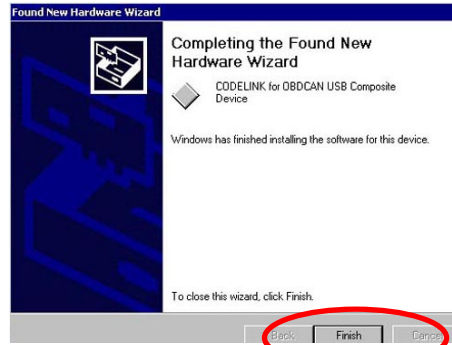 Found New Hardware Wizard
Completing the Found New
Hardware Wizard
CODELINK for OBDCAN USB Composite
Device
Windows has finished installing the software for this device.
To close this wizard, click Finish.
Back Finish Cancel